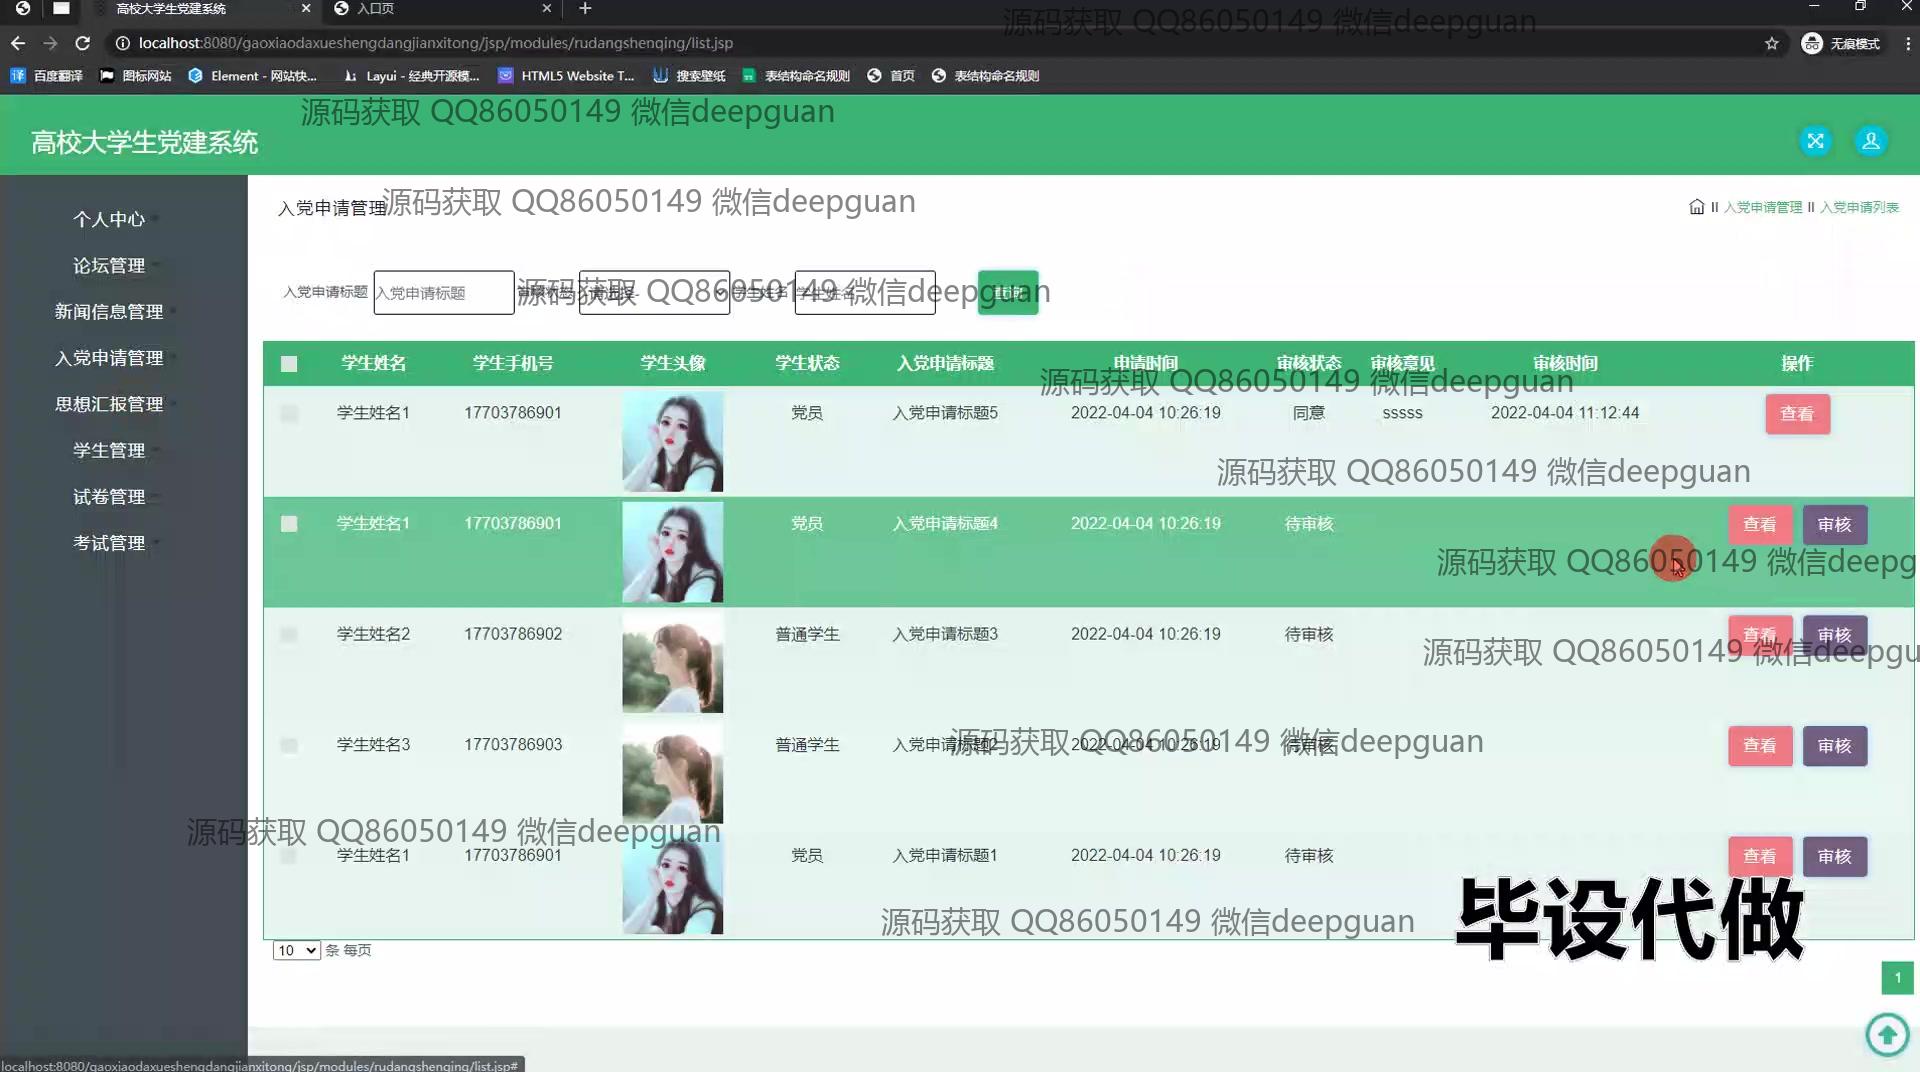 高校大学生党建系统
入口页
localhost:8080/gaoxiaodaxueshengdangjianxitong/jsp/modules/rudangshenqing/list.jsp
无痕模式
百度翻译 图标网站 Element - 网站快... Layui - 经典开源模... HTML5 Website T... 搜索壁纸 表结构命名规则 首页 表结构命名规则
源码获取 QQ86050149 微信deepguan
源码获取 QQ86050149 微信deepguan
高校大学生党建系统
个人中心
论坛管理
新闻信息管理
入党申请管理
思想汇报管理
学生管理
试卷管理
考试管理
入党申请管理
源码获取 QQ86050149 微信deepguan
入党申请管理 入党申请列表
入党申请标题 入党申请标题
源码获取 QQ86050149 微信deepguan
查询
学生姓名 学生手机号 学生头像 学生状态 入党申请标题 申请时间 审核状态 审核意见 审核时间 操作
源码获取 QQ86050149 微信deepguan
学生姓名1 17703786901 党员 入党申请标题5 2022-04-04 10:26:19 同意 sssss 2022-04-04 11:12:44 查看
源码获取 QQ86050149 微信deepguan
学生姓名1 17703786901 党员 入党申请标题4 2022-04-04 10:26:19 待审核 查看 审核
源码获取 QQ86050149 微信deepg
学生姓名2 17703786902 普通学生 入党申请标题3 2022-04-04 10:26:19 待审核 查看 审核
源码获取 QQ86050149 微信deepgu
学生姓名3 17703786903 普通学生 入党申请标题2 2022-04-04 10:26:19 待审核 查看 审核
源码获取 QQ86050149 微信deepguan
源码获取 QQ86050149 微信deepguan
学生姓名1 17703786901 党员 入党申请标题1 2022-04-04 10:26:19 待审核 查看 审核
源码获取 QQ86050149 微信deepguan
毕设代做
10 条 每页
1
localhost:8080/gaoxiaodaxueshengdangjianxitong/jsp/modules/rudangshenqing/list.jsp#